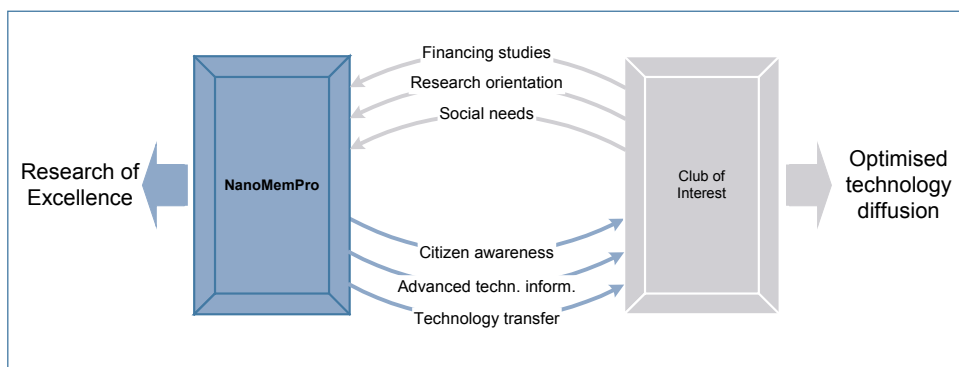 Financing studies
Research orientation
Social needs
Research of
Excellence
NanoMemPro
Club of
Interest
Optimised
technology
diffusion
Citizen awareness
Advanced techn. inform.
Technology transfer